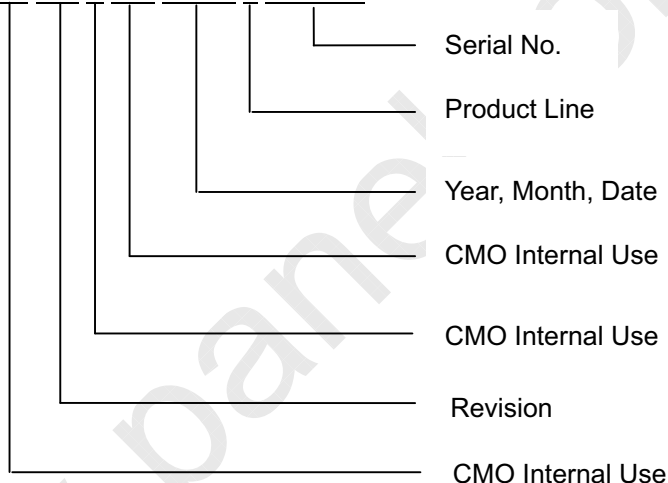 Serial No.
Product Line
Year, Month, Date
CMO Internal Use
CMO Internal Use
Revision
CMO Internal Use